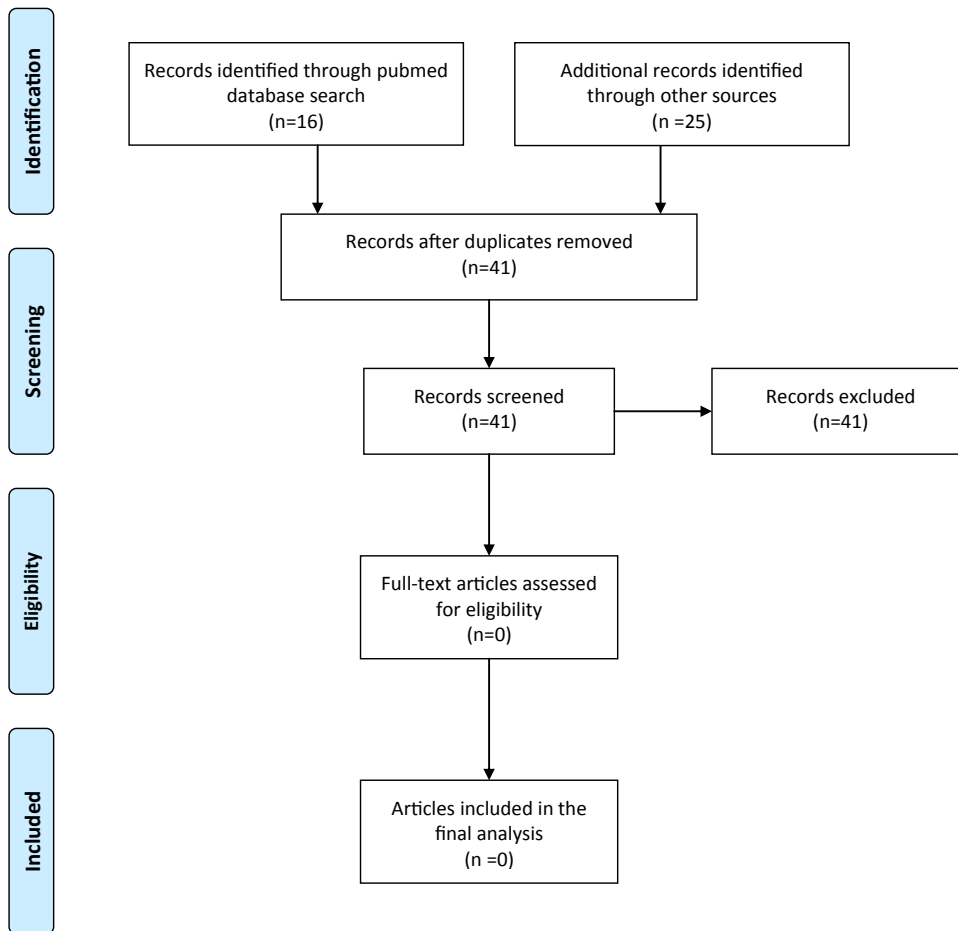 Identification
Records identified through pubmed
database search
(n=16)
Additional records identified
through other sources
(n =25)
Records after duplicates removed
(n=41)
Screening
Records screened
(n=41)
Records excluded
(n=41)
Eligibility
Full-text articles assessed
for eligibility
(n=0)
Included
Articles included in the
final analysis
(n =0)